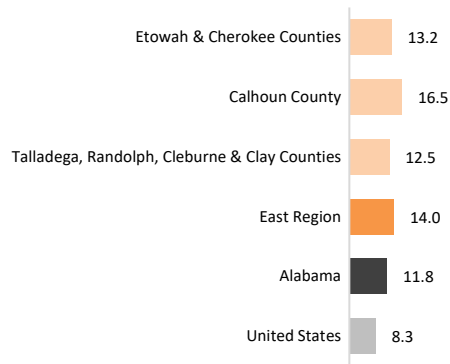 Etowah & Cherokee Counties 13.2
Calhoun County 16.5
Talladega, Randolph, Cleburne & Clay Counties 12.5
East Region 14.0
Alabama 11.8
United States 8.3